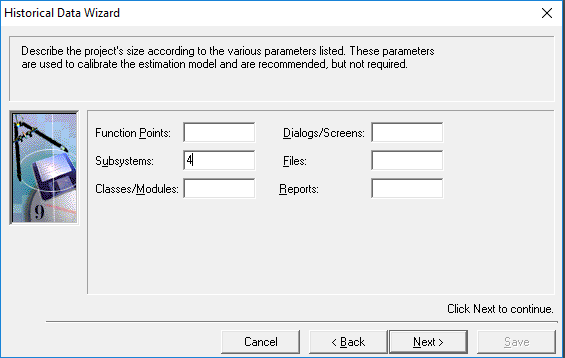 Historical Data Wizard
Describe the project's size according to the various parameters listed. These parameters
are used to calibrate the estimation model and are recommended, but not required.
Function Points: Dialogs/Screens:
Subsystems: 4 Files:
Classes/Modules: Reports:
9
Click Next to continue.
Cancel < Back Next > Save